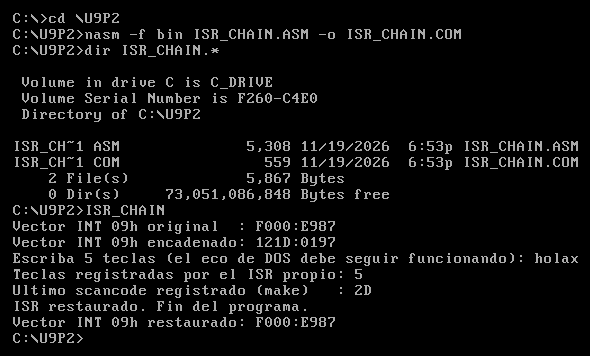 C:\>cd \U9P2
C:\U9P2>nasm -f bin ISR_CHAIN.ASM -o ISR_CHAIN.COM
C:\U9P2>dir ISR_CHAIN.*
Volume in drive C is C_DRIVE
Volume Serial Number is F260-C4E0
Directory of C:\U9P2
ISR_CH~1 ASM 5,308 11/19/2026 6:53p ISR_CHAIN.ASM
ISR_CH~1 COM 559 11/19/2026 6:53p ISR_CHAIN.COM
2 File(s) 5,867 Bytes
0 Dir(s) 73,051,086,848 Bytes free
C:\U9P2>ISR_CHAIN
Vector INT 09h original : F000:E987
Vector INT 09h encadenado: 121D:0197
Escriba 5 teclas (el eco de DOS debe seguir funcionando): holax
Teclas registradas por el ISR propio: 5
Ultimo scancode registrado (make) : 2D
ISR restaurado. Fin del programa.
Vector INT 09h restaurado: F000:E987
C:\U9P2>